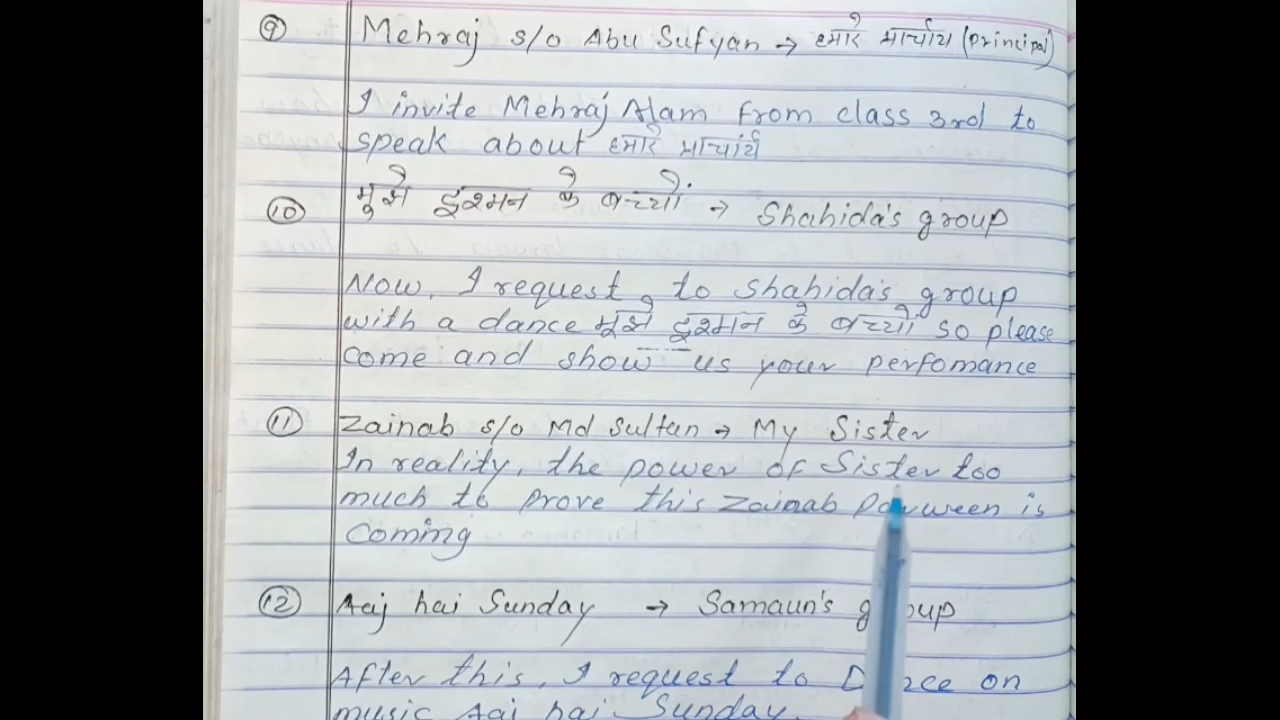 9 Mehraj s/o Abu Sufyan → हमारे प्राचार्य (Principal)
I invite Mehraj Alam from class 3rd to
speak about हमारे प्राचार्य
10 मुझे दुश्मन के बच्चों → Shahida's group
Now, I request to Shahida's group
with a dance मुझे दुश्मान के बच्चों so please
come and show us your perfomance
11 Zainab s/o Md Sultan → My Sister
In reality, the power of Sister too
much to prove this Zainab Parween is
Coming
12 Aaj hai Sunday → Samaun's group
After this, I request to Dance on
music Aaj hai Sunday.